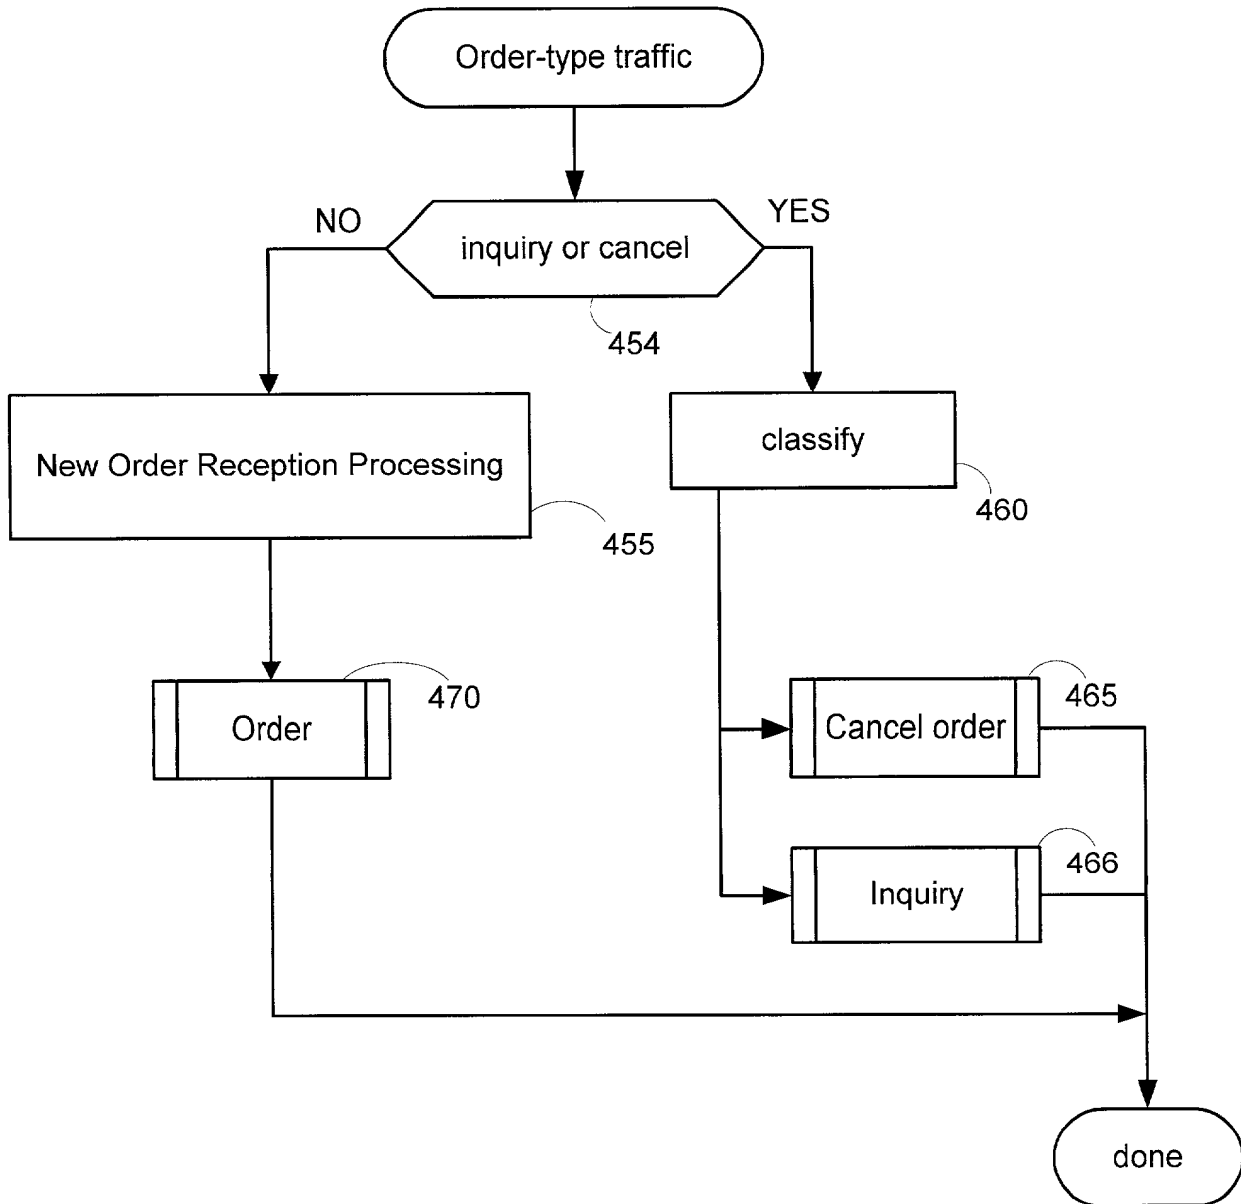 Order-type traffic
NO
YES
inquiry or cancel
454
New Order Reception Processing
455
classify
460
Order
470
Cancel order
465
Inquiry
466
done